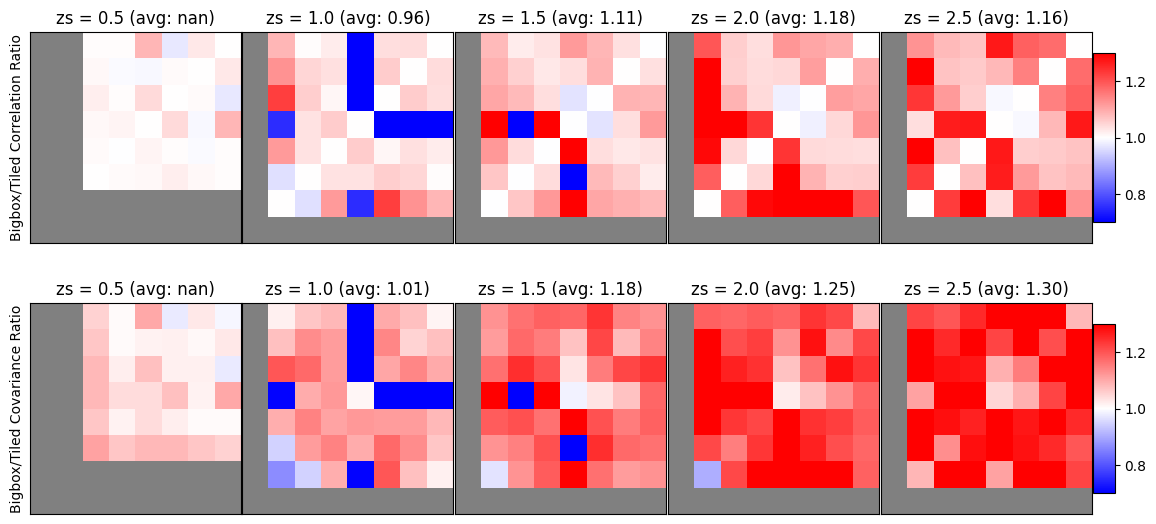 zs = 0.5 (avg: nan)
zs = 1.0 (avg: 0.96)
zs = 1.5 (avg: 1.11)
zs = 2.0 (avg: 1.18)
zs = 2.5 (avg: 1.16)
Bigbox/Tiled Correlation Ratio
1.2
1.0
0.8
zs = 0.5 (avg: nan)
zs = 1.0 (avg: 1.01)
zs = 1.5 (avg: 1.18)
zs = 2.0 (avg: 1.25)
zs = 2.5 (avg: 1.30)
Bigbox/Tiled Covariance Ratio
1.2
1.0
0.8